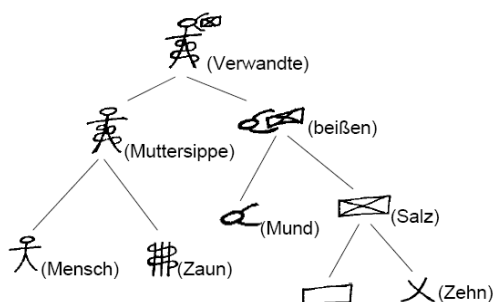 (Verwandte)
(Muttersippe)
(beißen)
(Mensch)
(Zaun)
(Mund)
(Salz)
(Zehn)